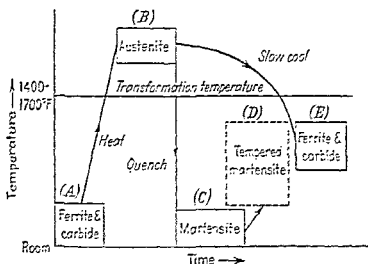 (B)
Austenite
Slow cool
Transformation temperature
1400-
1700°F
(D)
(E)
Temperature
Heat
Tempered
martensite
Ferrite &
carbide
Quench
(A)
(C)
Ferrite &
carbide
Martensite
Room
Time